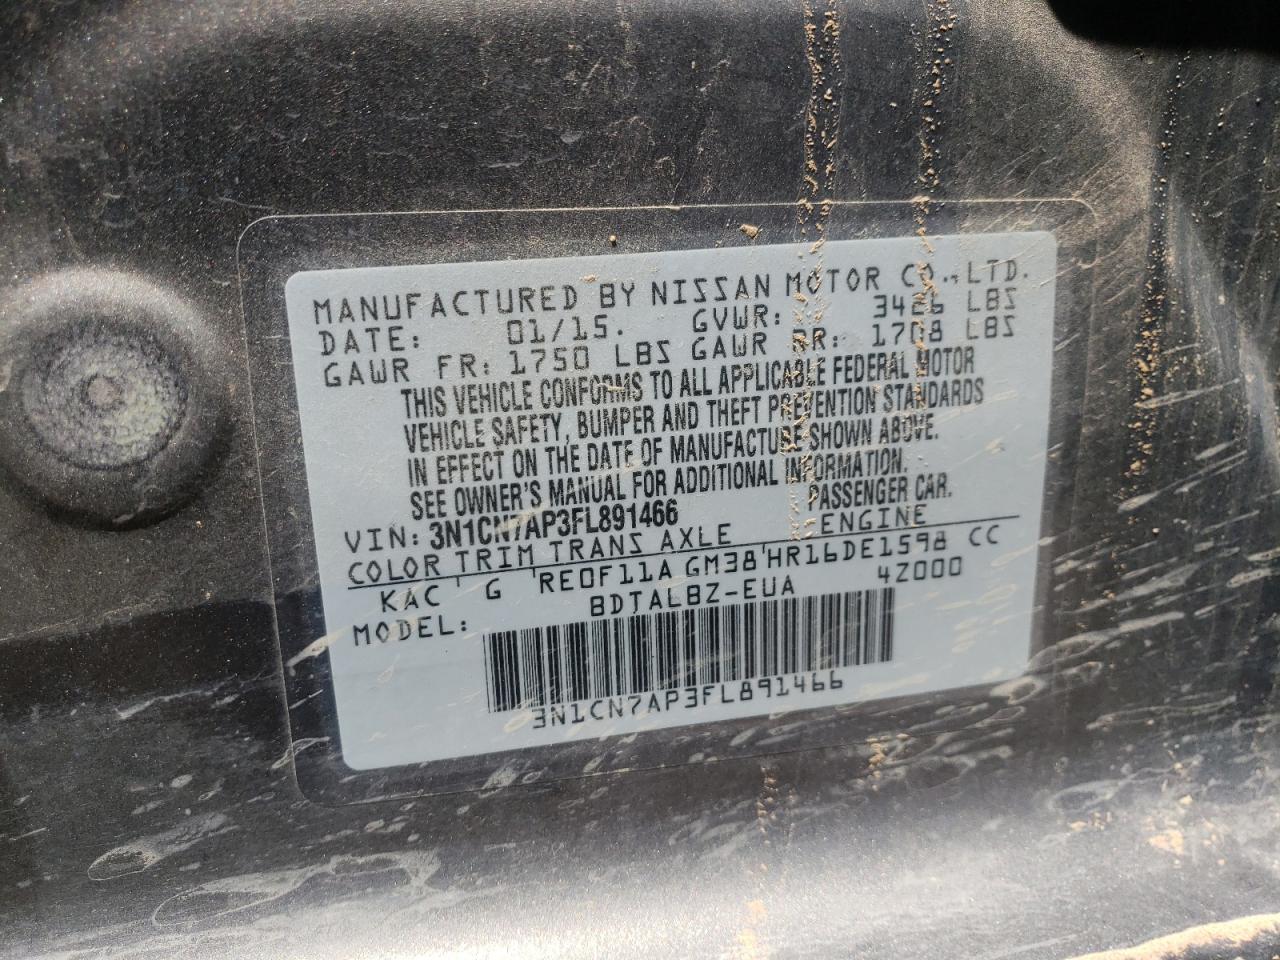 MANUFACTURED BY NISSAN MOTOR CO.,LTD.
DATE: 01/15. GVWR: 3426 LBS
GAWR FR: 1750 LBS GAWR RR: 1708 LBS
THIS VEHICLE CONFORMS TO ALL APPLICABLE FEDERAL MOTOR
VEHICLE SAFETY, BUMPER AND THEFT PREVENTION STANDARDS
IN EFFECT ON THE DATE OF MANUFACTURE SHOWN ABOVE.
SEE OWNER'S MANUAL FOR ADDITIONAL INFORMATION.
VIN: 3N1CN7AP3FL891466 PASSENGER CAR.
COLOR TRIM TRANS AXLE ENGINE
KAC G RE0F11A GM38 HR16DE1598 CC
MODEL: BDTALBZ-EUA 4Z000
3N1CN7AP3FL891466